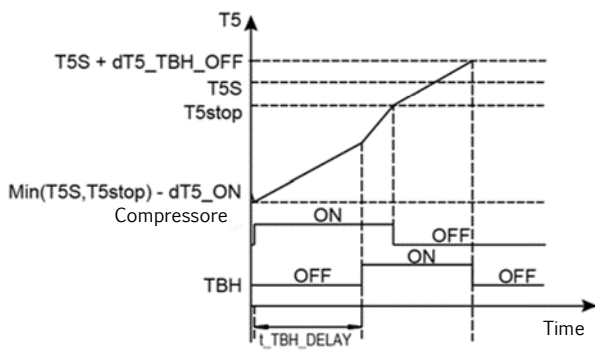 T5
T5S + dT5_TBH_OFF
T5S
T5stop
Min(T5S,T5stop) - dT5_ON
Compressore
ON
OFF
ON
TBH
OFF
OFF
Time
t_TBH_DELAY